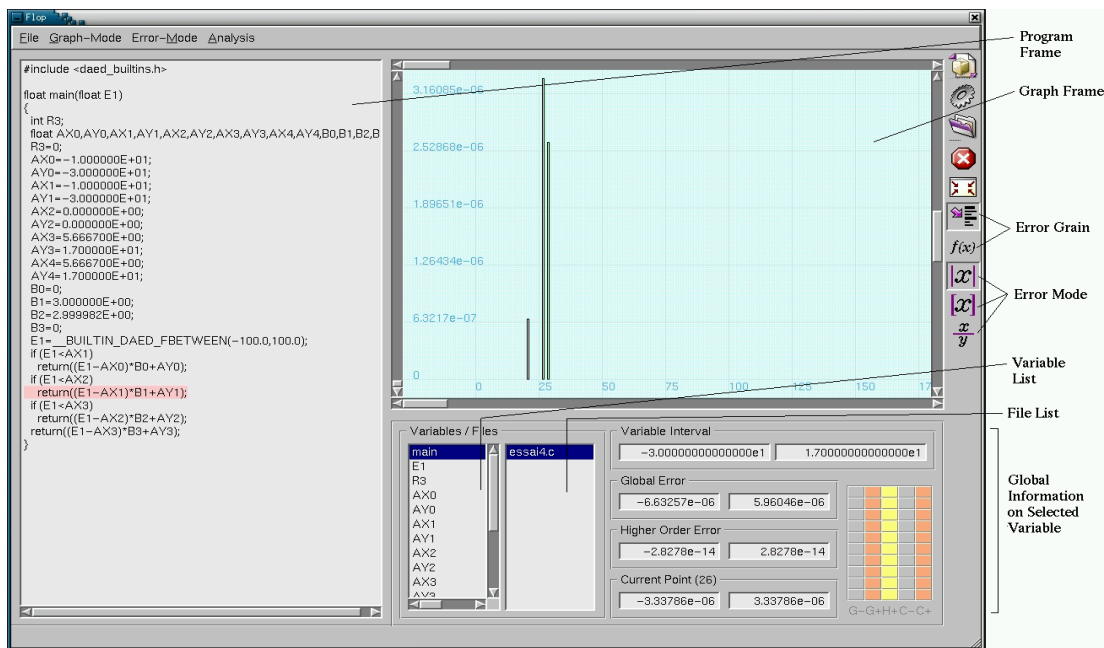 Flop
File Graph-Mode Error-Mode Analysis
#include <daed_builtins.h>
float main(float E1)
{
int R3;
float AX0,AY0,AX1,AY1,AX2,AY2,AX3,AY3,AX4,AY4,B0,B1,B2,B
R3=0;
AX0=-1.000000E+01;
AY0=-3.000000E+01;
AX1=-1.000000E+01;
AY1=-3.000000E+01;
AX2=0.000000E+00;
AY2=0.000000E+00;
AX3=5.666700E+00;
AY3=1.700000E+01;
AX4=5.666700E+00;
AY4=1.700000E+01;
B0=0;
B1=3.000000E+00;
B2=2.999982E+00;
B3=0;
E1=__BUILTIN_DAED_FBETWEEN(-100.0,100.0);
if (E1<AX1)
return((E1-AX0)*B0+AY0);
if (E1<AX2)
return((E1-AX1)*B1+AY1);
if (E1<AX3)
return((E1-AX2)*B2+AY2);
return((E1-AX3)*B3+AY3);
}
3.16085e-06
2.52868e-06
1.89651e-06
1.26434e-06
6.3217e-07
0
0 25 50 75 100 125 150 175
f(x)
|x|
[x]
x
y
Program
Frame
Graph Frame
Error Grain
Error Mode
Variable
List
File List
Global
Information
on Selected
Variable
Variables / Files
main
E1
R3
AX0
AY0
AX1
AY1
AX2
AY2
AX3
AY3
essai4.c
Variable Interval
-3.00000000000000e1 1.70000000000000e1
Global Error
-6.63257e-06 5.96046e-06
Higher Order Error
-2.8278e-14 2.8278e-14
Current Point (26)
-3.33786e-06 3.33786e-06
G-G+H+C-C+